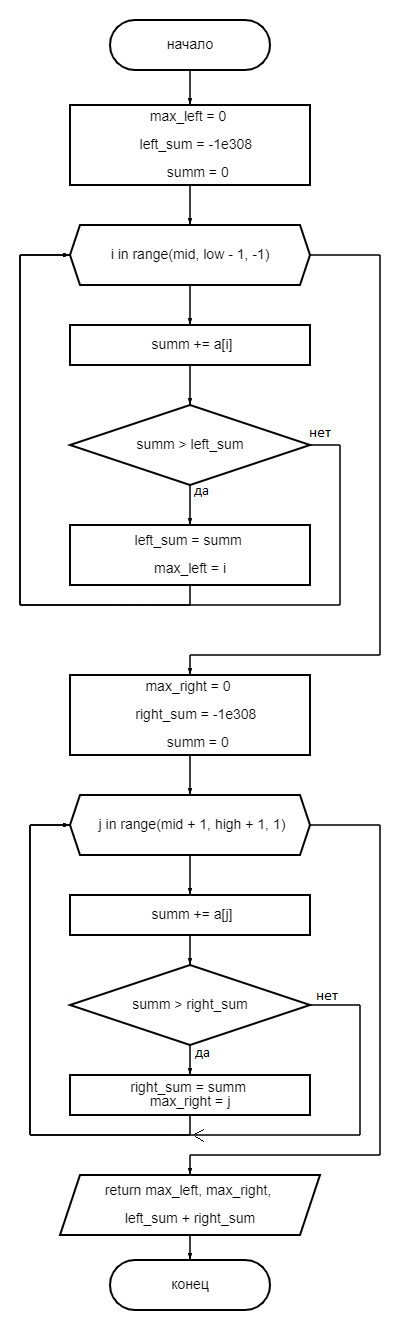 начало
max_left = 0
left_sum = -1e308
summ = 0
i in range(mid, low - 1, -1)
summ += a[i]
summ > left_sum
нет
да
left_sum = summ
max_left = i
max_right = 0
right_sum = -1e308
summ = 0
j in range(mid + 1, high + 1, 1)
summ += a[j]
summ > right_sum
нет
да
right_sum = summ
max_right = j
return max_left, max_right,
left_sum + right_sum
конец